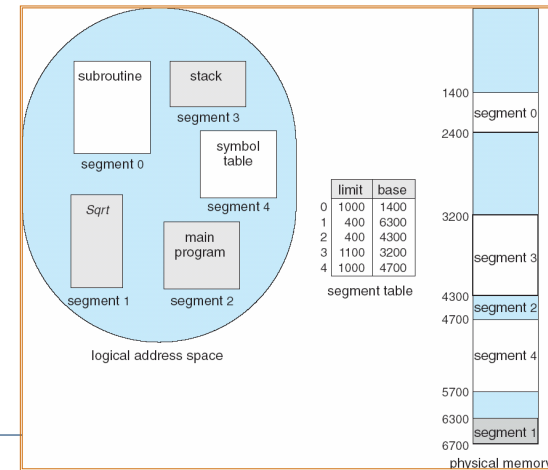 subroutine
segment 0
stack
segment 3
symbol
table
segment 4
Sqrt
segment 1
main
program
segment 2
logical address space
limit base
0 1000 1400
1 400 6300
2 400 4300
3 1100 3200
4 1000 4700
segment table
1400
segment 0
2400
3200
segment 3
4300
segment 2
4700
segment 4
5700
6300
segment 1
6700
physical memory